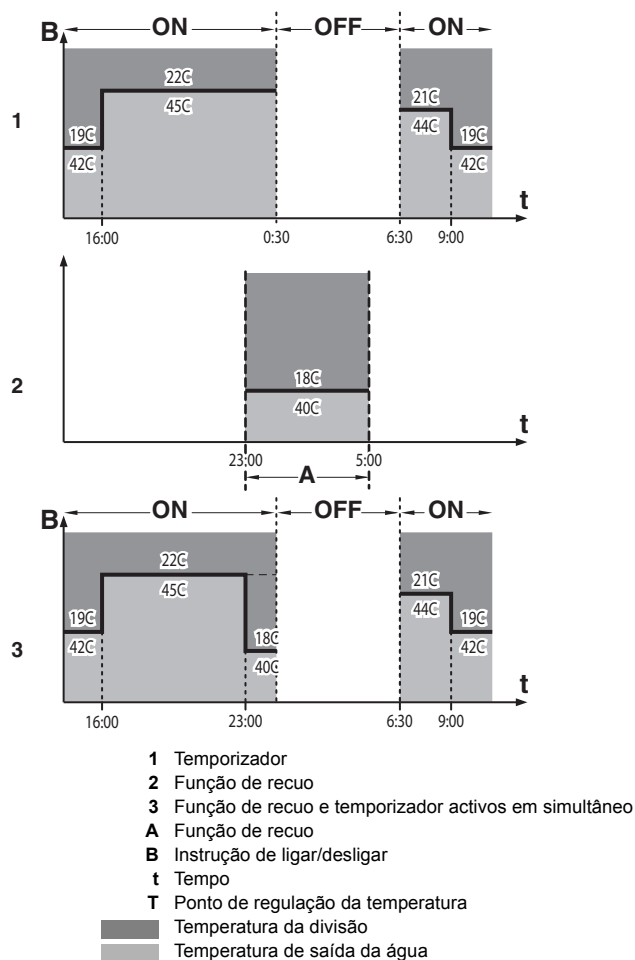 B ON OFF ON
22C
45C
21C
44C
19C
42C
19C
42C
1
t
16:00 0:30 6:30 9:00
18C
40C
2
t
23:00 5:00
A
B ON OFF ON
22C
45C
21C
44C
19C
42C
18C
40C
19C
42C
3
t
16:00 23:00 6:30 9:00
1 Temporizador
2 Função de recuo
3 Função de recuo e temporizador activos em simultâneo
A Função de recuo
B Instrução de ligar/desligar
t Tempo
T Ponto de regulação da temperatura
Temperatura da divisão
Temperatura de saída da água